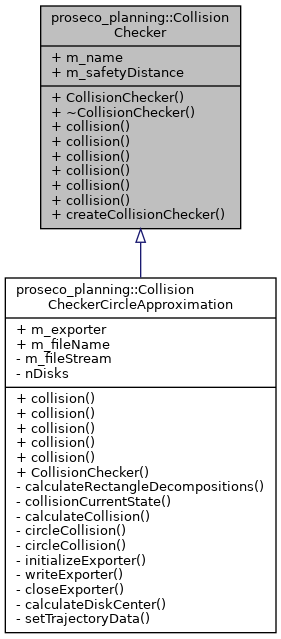 proseco_planning::Collision
Checker
+ m_name
+ m_safetyDistance
+ CollisionChecker()
+ ~CollisionChecker()
+ collision()
+ collision()
+ collision()
+ collision()
+ collision()
+ collision()
+ createCollisionChecker()
proseco_planning::Collision
CheckerCircleApproximation
+ m_exporter
+ m_fileName
- m_fileStream
- nDisks
+ collision()
+ collision()
+ collision()
+ collision()
+ collision()
+ CollisionChecker()
- calculateRectangleDecompositions()
- collisionCurrentState()
- calculateCollision()
- circleCollision()
- circleCollision()
- initializeExporter()
- writeExporter()
- closeExporter()
- calculateDiskCenter()
- setTrajectoryData()